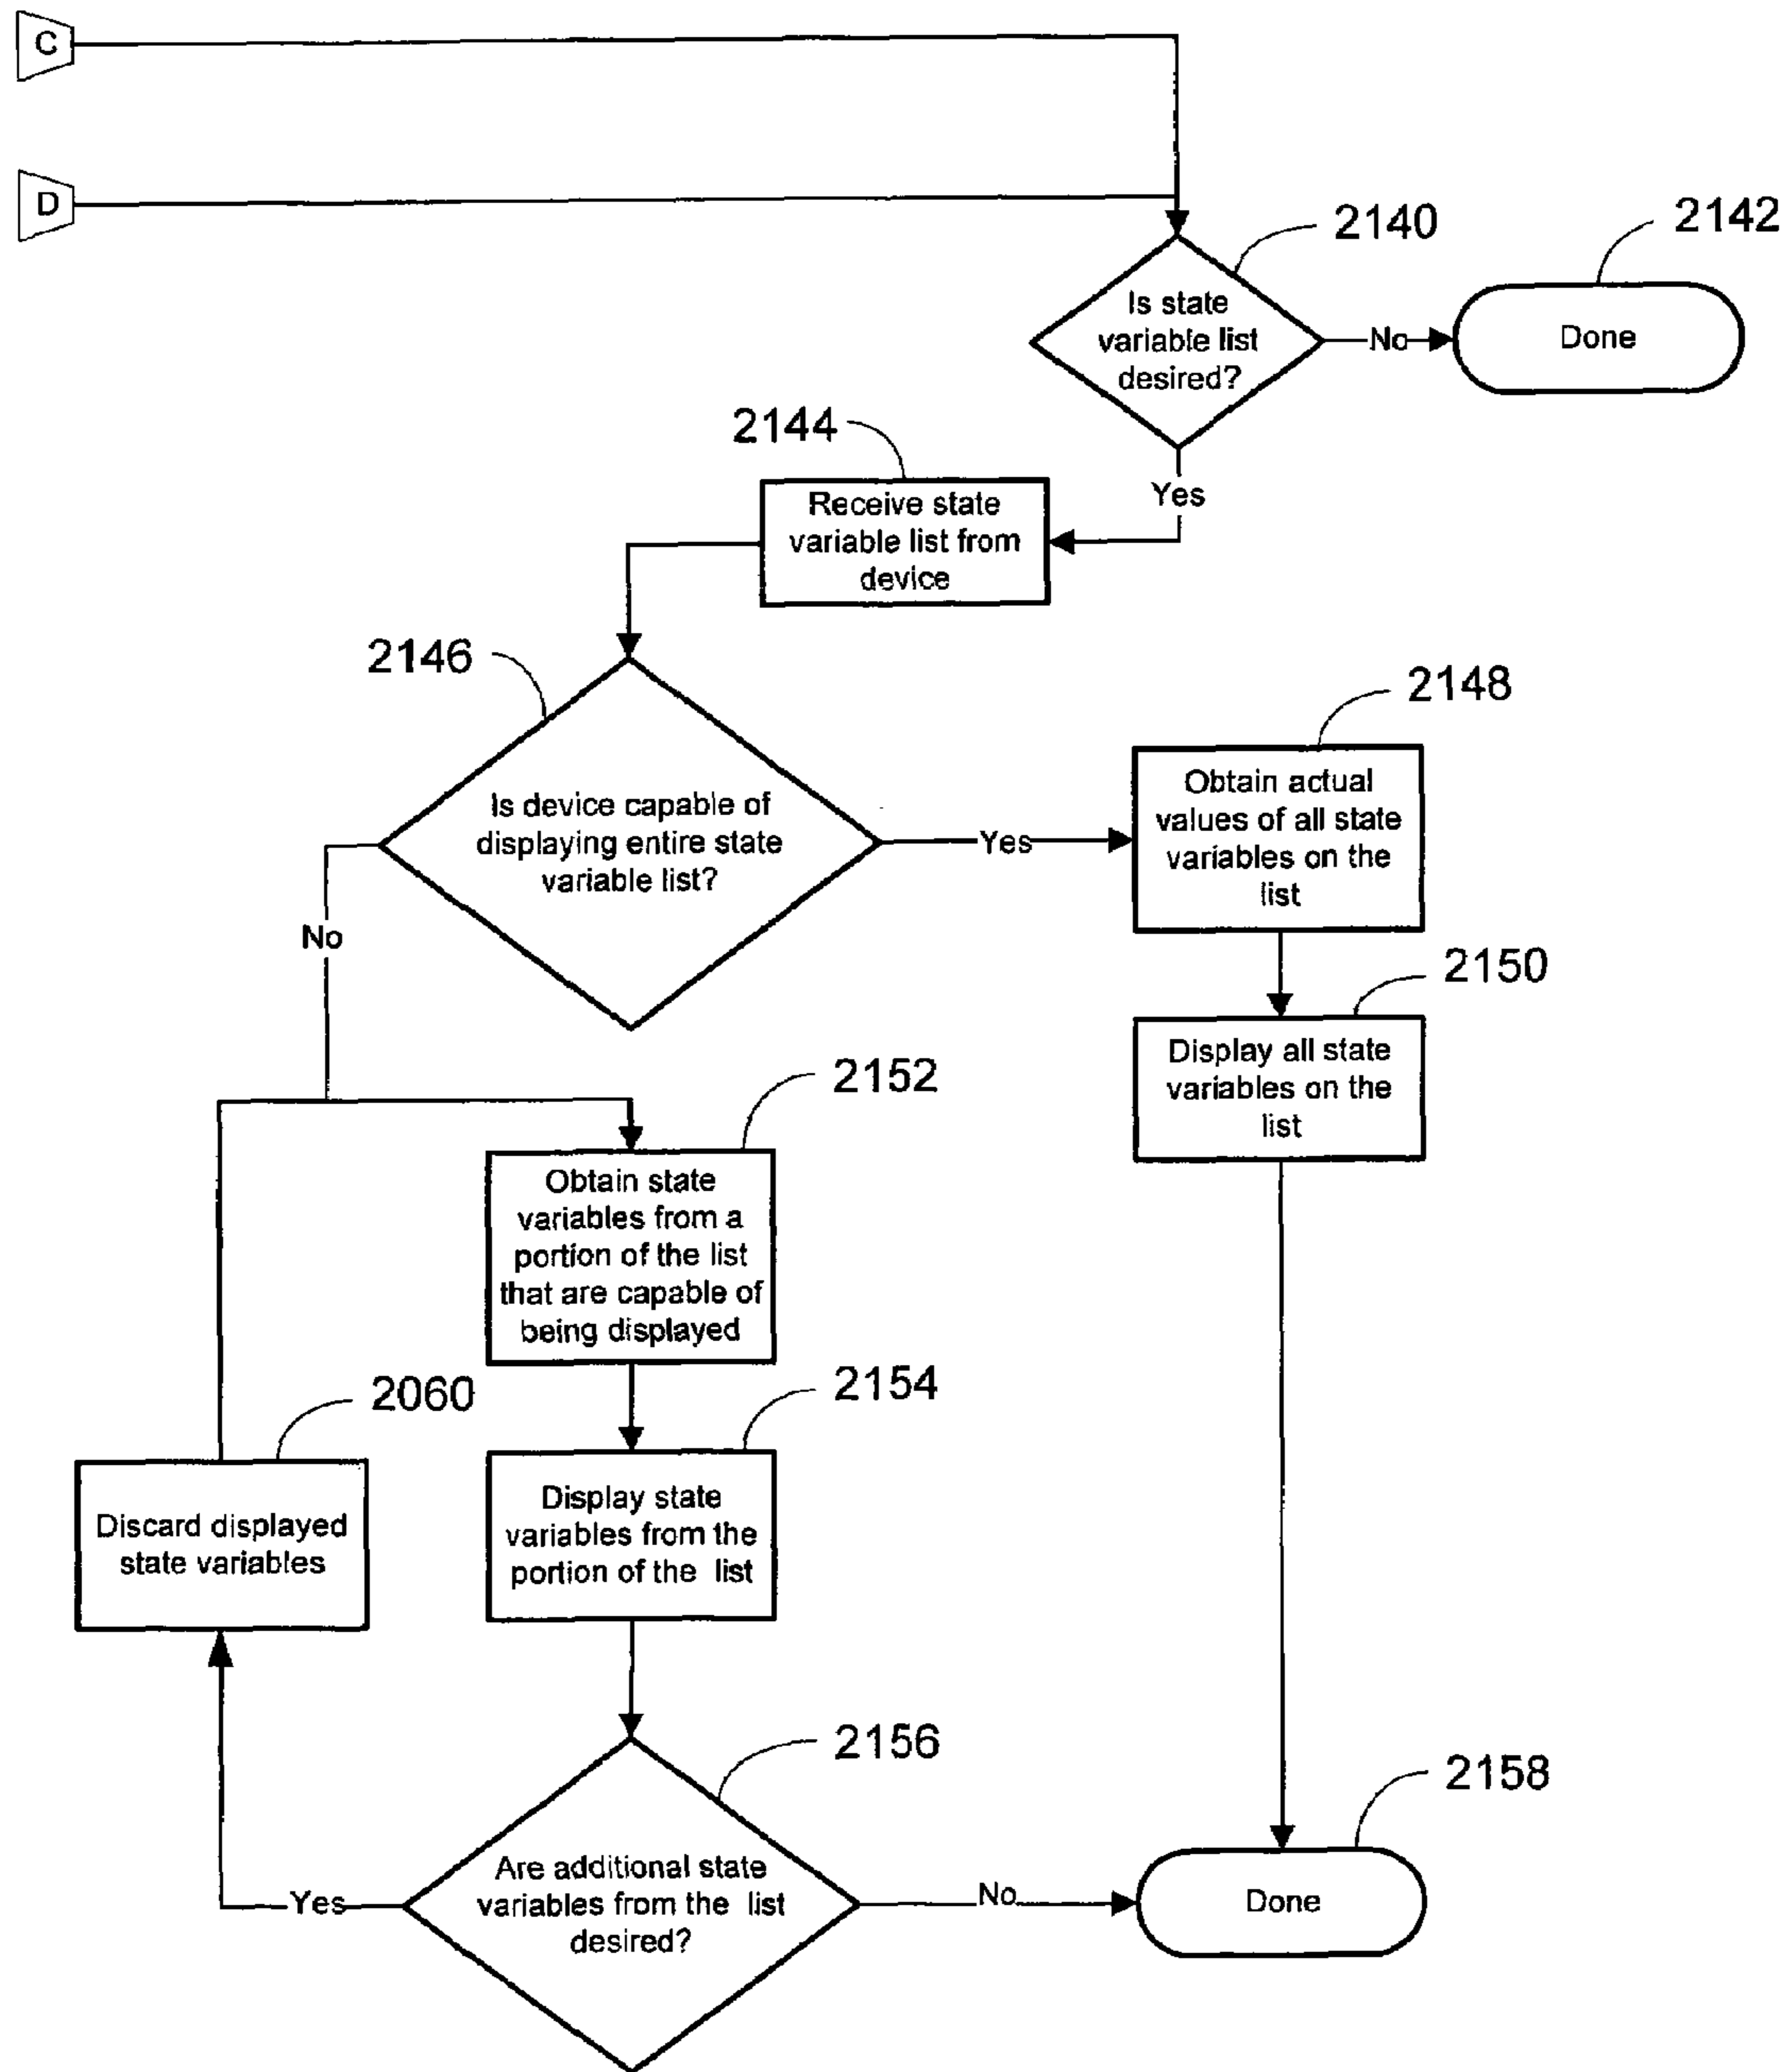 C
D
2140
2142
Is state
variable list
desired?
No
Done
2144
Yes
Receive state
variable list from
device
2146
2148
Is device capable of
displaying entire state
variable list?
Yes
Obtain actual
values of all state
variables on the
list
No
2150
Display all state
variables on the
list
2152
Obtain state
variables from a
portion of the list
that are capable of
being displayed
2154
2060
Display state
variables from the
portion of the list
Discard displayed
state variables
2156
2158
Are additional state
variables from the list
desired?
Yes
No
Done